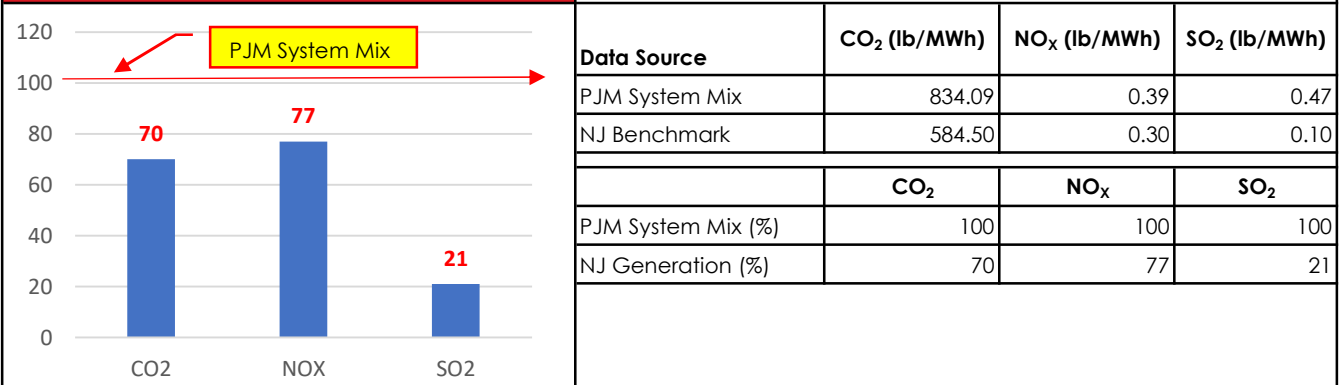 120
100
80
60
40
20
0
PJM System Mix
70
77
21
CO2 NOX SO2
Data Source CO₂ (lb/MWh) NOₓ (lb/MWh) SO₂ (lb/MWh)
PJM System Mix 834.09 0.39 0.47
NJ Benchmark 584.50 0.30 0.10
CO₂ NOₓ SO₂
PJM System Mix (%) 100 100 100
NJ Generation (%) 70 77 21